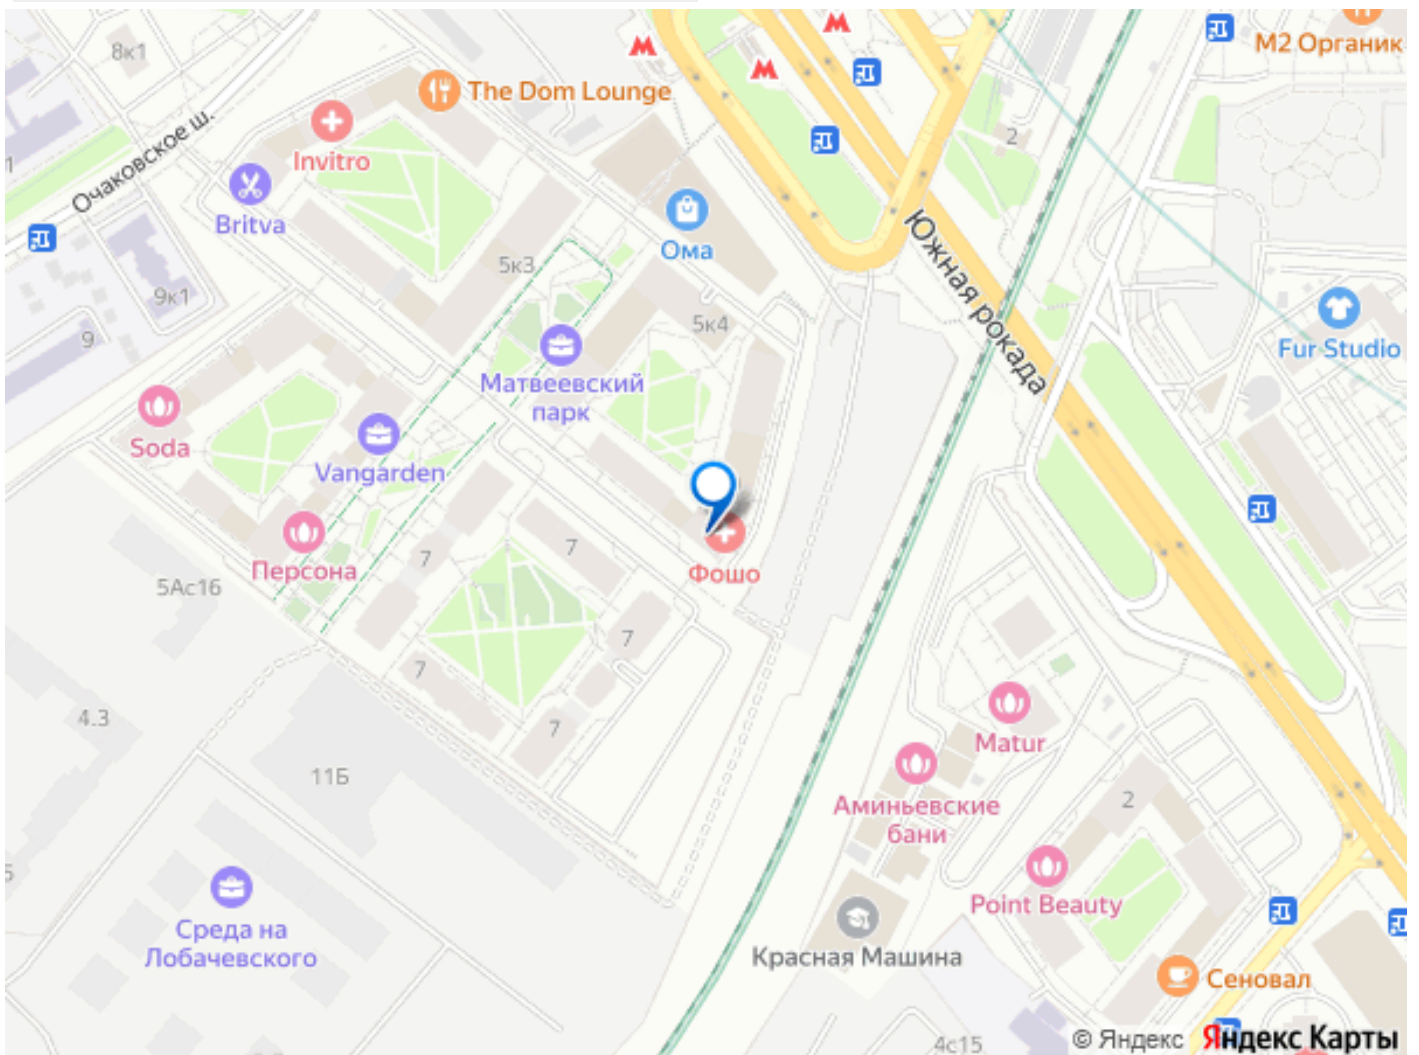 8к1
The Dom Lounge
М2 Органик
Очаковское ш.
Invitro
2
1
Britva
Ома
Южная рокада
5к3
9к1
5к4
9
Матвеевский
парк
Fur Studio
Soda
Vangarden
Персона
7
7
Фошо
5Ас16
7
7
7
4.3
11Б
Matur
Аминьевские
бани
2
5
Point Beauty
Среда на
Лобачевского
Красная Машина
Сеновал
4с15
© Яндекс Яндекс Карты